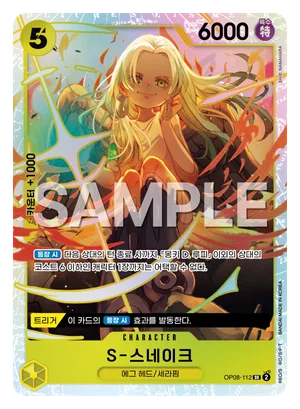 5
6000
특수
特
카운터 +1000
SAMPLE
등장 시 다음 상대의 턴 종료 시까지, 「몽키 D. 루피」 이외의 상대의
코스트 6 이하인 캐릭터 1장까지는 어택할 수 없다.
트리거 이 카드의 등장 시 효과를 발동한다.
CHARACTER
S-스네이크
에그 헤드/세라핌
OP08-112 SR 2